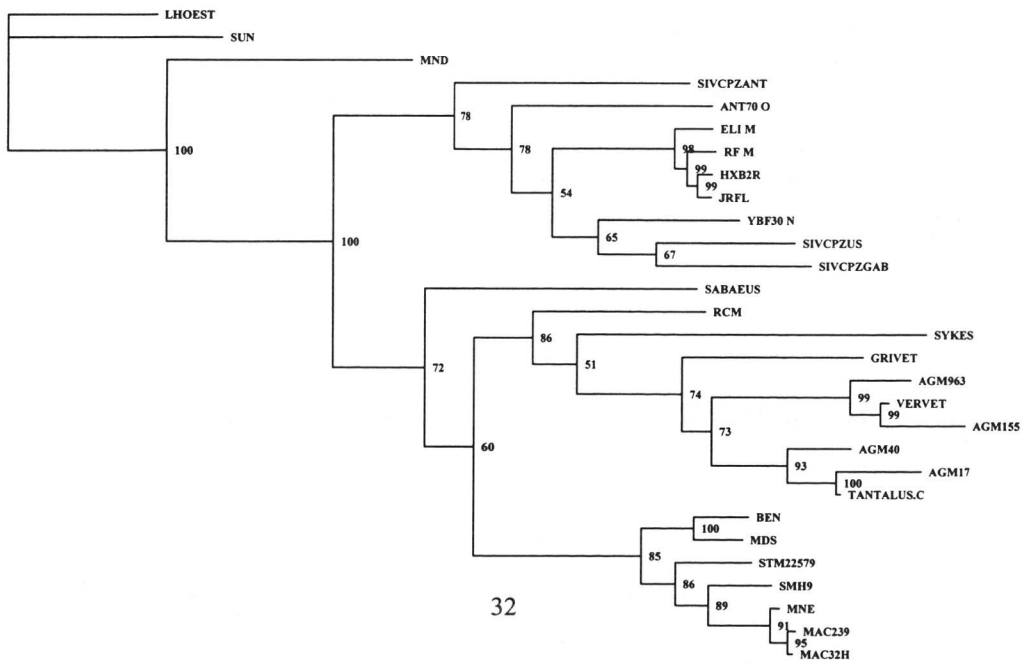 LHOEST
SUN
MND
SIVCPZANT
78
ANT70 O
ELI M
98
100
78
RF M
99
HXB2R
99
JRFL
54
YBF30 N
65
SIVCPZUS
67
SIVCPZGAB
100
SABAEUS
RCM
86
SYKES
51
GRIVET
72
74
AGM963
99
VERVET
99
AGM155
73
60
AGM40
93
AGM17
100
TANTALUS.C
BEN
100
MDS
85
STM22579
86
SMH9
89
32
MNE
91
MAC239
95
MAC32H